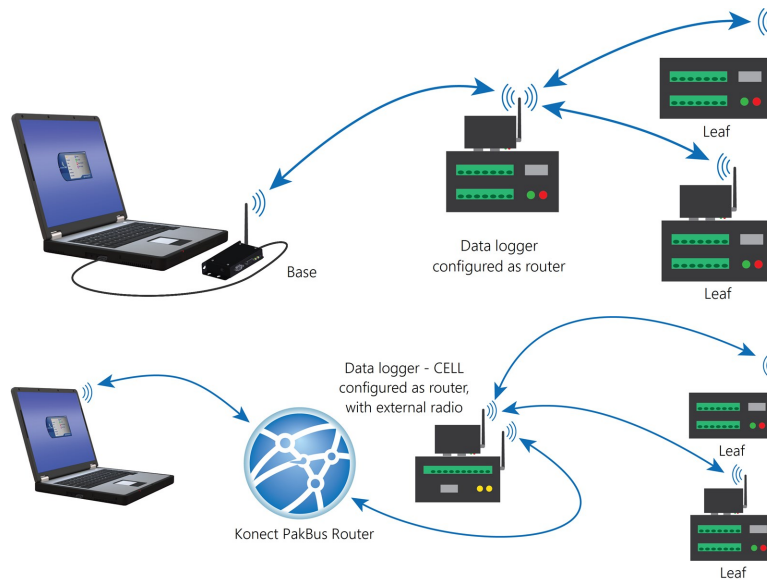 Leaf
Base
Data logger
configured as router
Leaf
Data logger - CELL
configured as router,
with external radio
Leaf
Konect PakBus Router
Leaf